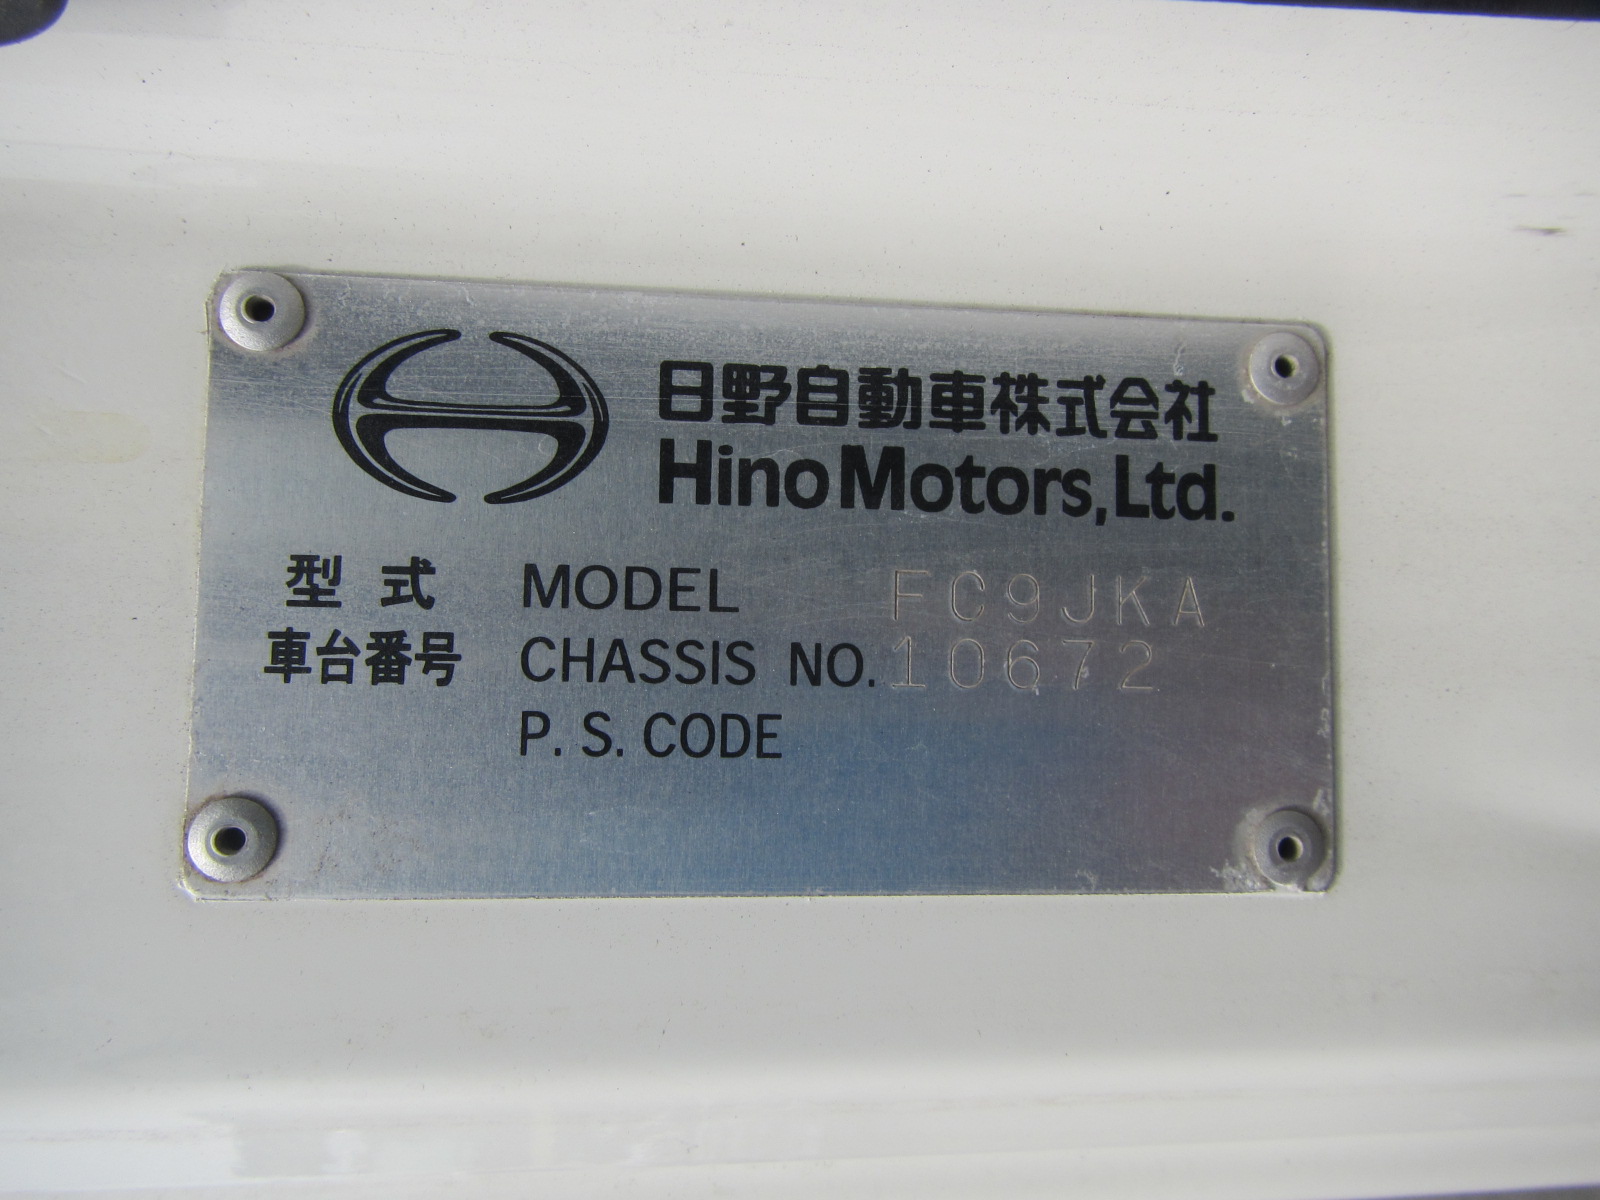 日野自動車株式会社
Hino Motors, Ltd.
型式 MODEL FC9JKA
車台番号 CHASSIS NO. 10672
P. S. CODE